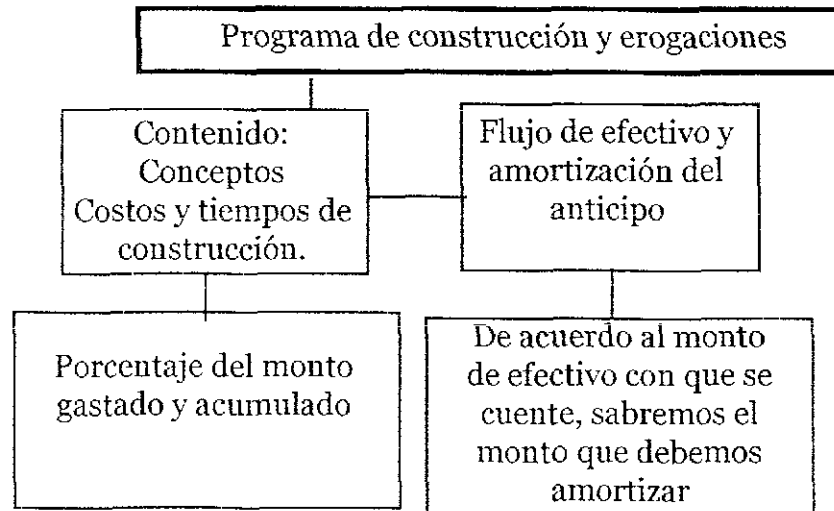 Programa de construcción y erogaciones
Contenido:
Conceptos
Costos y tiempos de
construcción.
Flujo de efectivo y
amortización del
anticipo
Porcentaje del monto
gastado y acumulado
De acuerdo al monto
de efectivo con que se
cuente, sabremos el
monto que debemos
amortizar